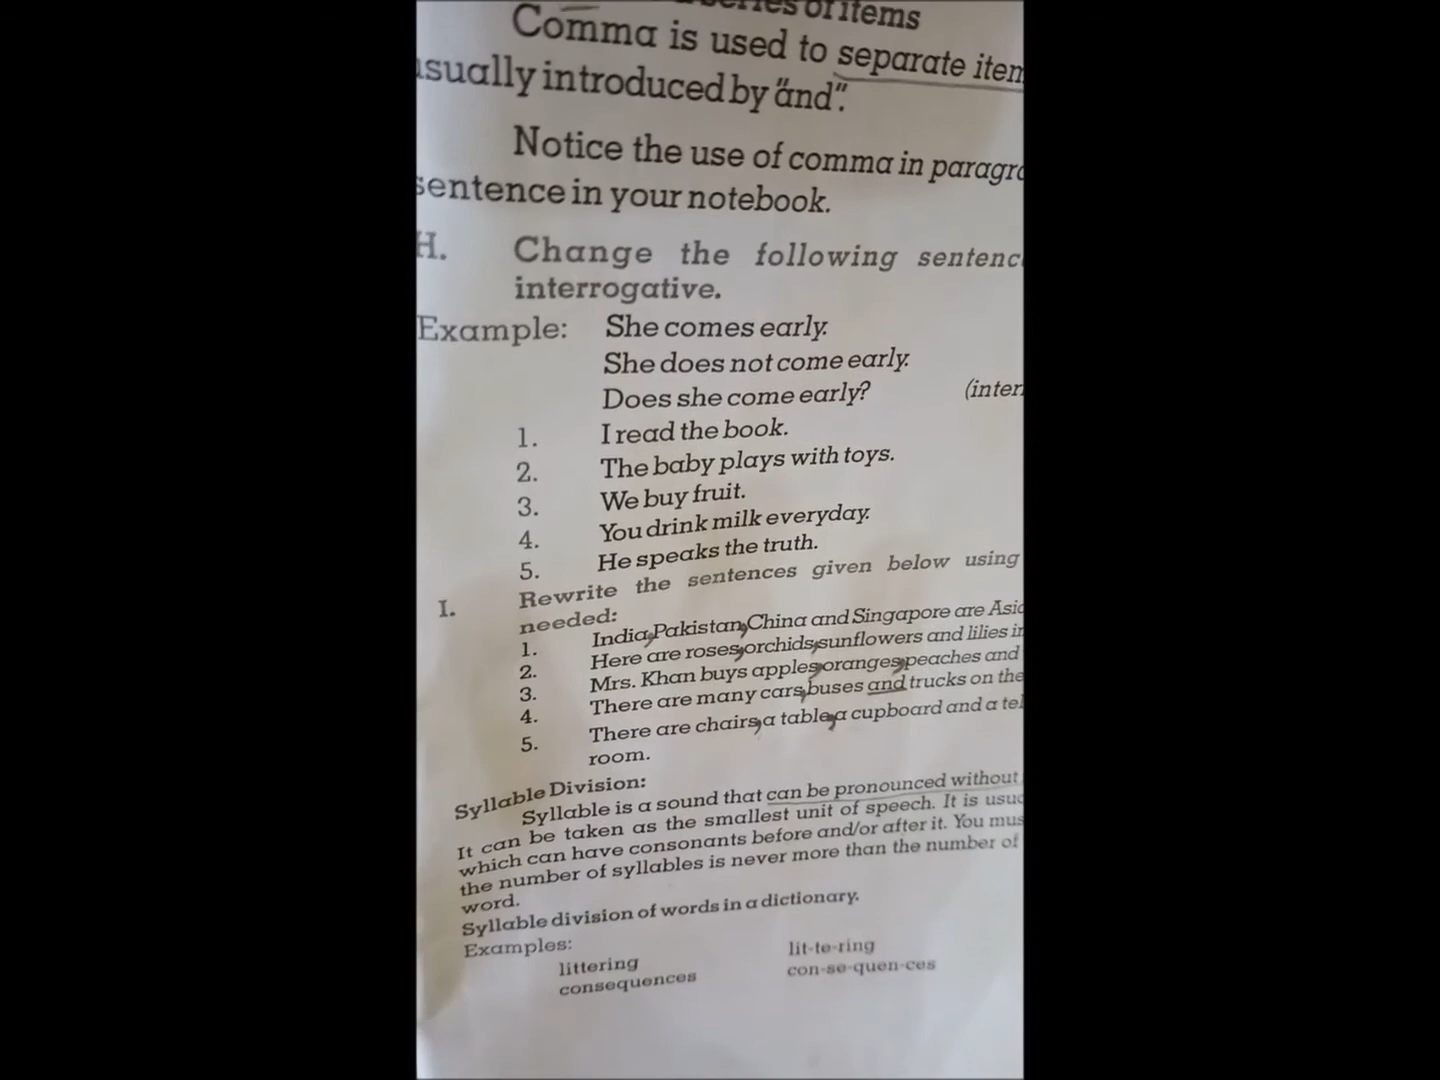 series of items
Comma is used to separate item
usually introduced by "and".
Notice the use of comma in paragra
sentence in your notebook.
H. Change the following sentenc
interrogative.
Example: She comes early.
She does not come early.
Does she come early? (inter
1. I read the book.
2. The baby plays with toys.
3. We buy fruit.
4. You drink milk everyday.
5. He speaks the truth.
I. Rewrite the sentences given below using
needed:
1. India,Pakistan,China and Singapore are Asia
2. Here are roses,orchids,sunflowers and lilies in
3. Mrs. Khan buys apples,oranges,peaches and
4. There are many cars,buses and trucks on the
5. There are chairs,a table,a cupboard and a tel
room.
Syllable Division:
Syllable is a sound that can be pronounced without
It can be taken as the smallest unit of speech. It is usua
which can have consonants before and/or after it. You mus
the number of syllables is never more than the number of
word.
Syllable division of words in a dictionary.
Examples:
littering lit-te-ring
consequences con-se-quen-ces